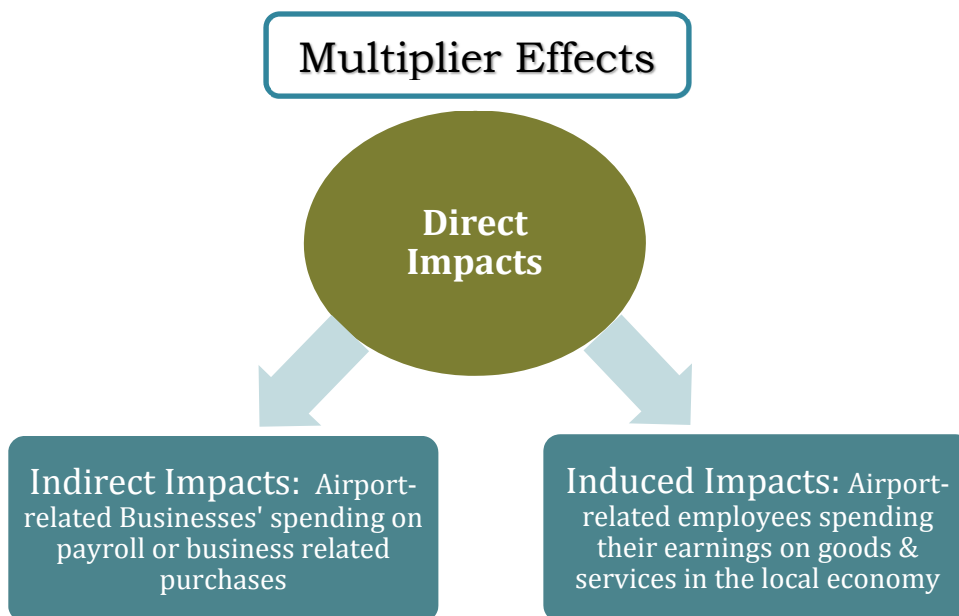 Multiplier Effects
Direct
Impacts
Indirect Impacts: Airport-
related Businesses' spending on
payroll or business related
purchases
Induced Impacts: Airport-
related employees spending
their earnings on goods &
services in the local economy